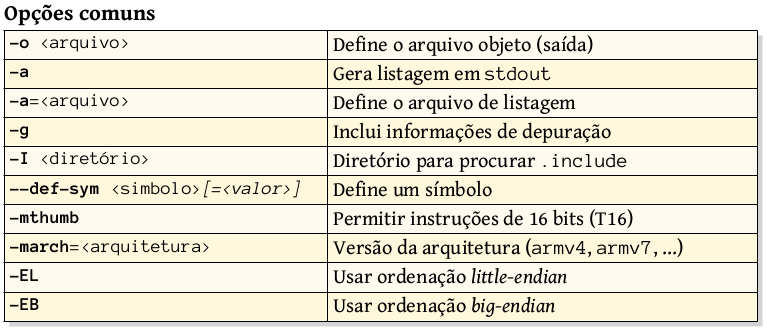 Opções comuns
-o <arquivo> Define o arquivo objeto (saída)
-a Gera listagem em stdout
-a=<arquivo> Define o arquivo de listagem
-g Inclui informações de depuração
-I <diretório> Diretório para procurar .include
--def-sym <simbolo>[=<valor>] Define um símbolo
-mthumb Permitir instruções de 16 bits (T16)
-march=<arquitetura> Versão da arquitetura (armv4, armv7, ...)
-EL Usar ordenação little-endian
-EB Usar ordenação big-endian